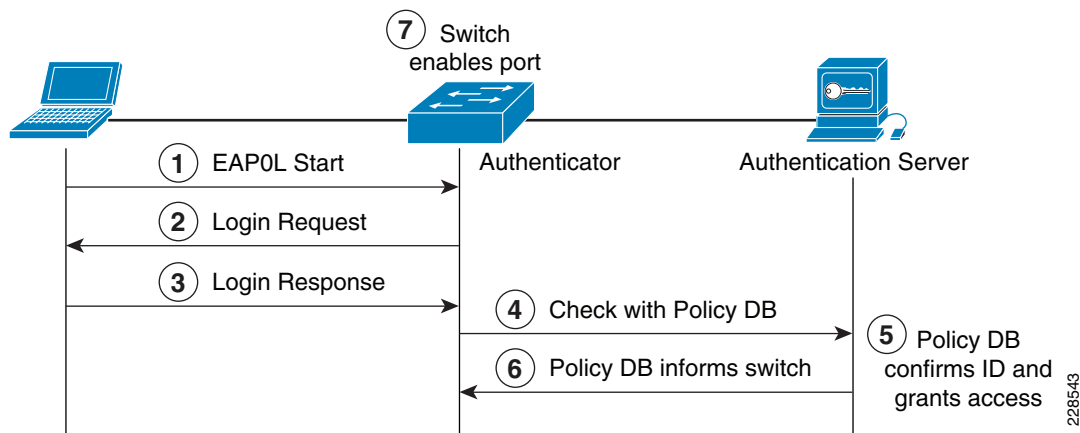 7 Switch
enables port
Authenticator
Authentication Server
1 EAP0L Start
2 Login Request
3 Login Response
4 Check with Policy DB
5 Policy DB
confirms ID and
grants access
6 Policy DB informs switch
228543